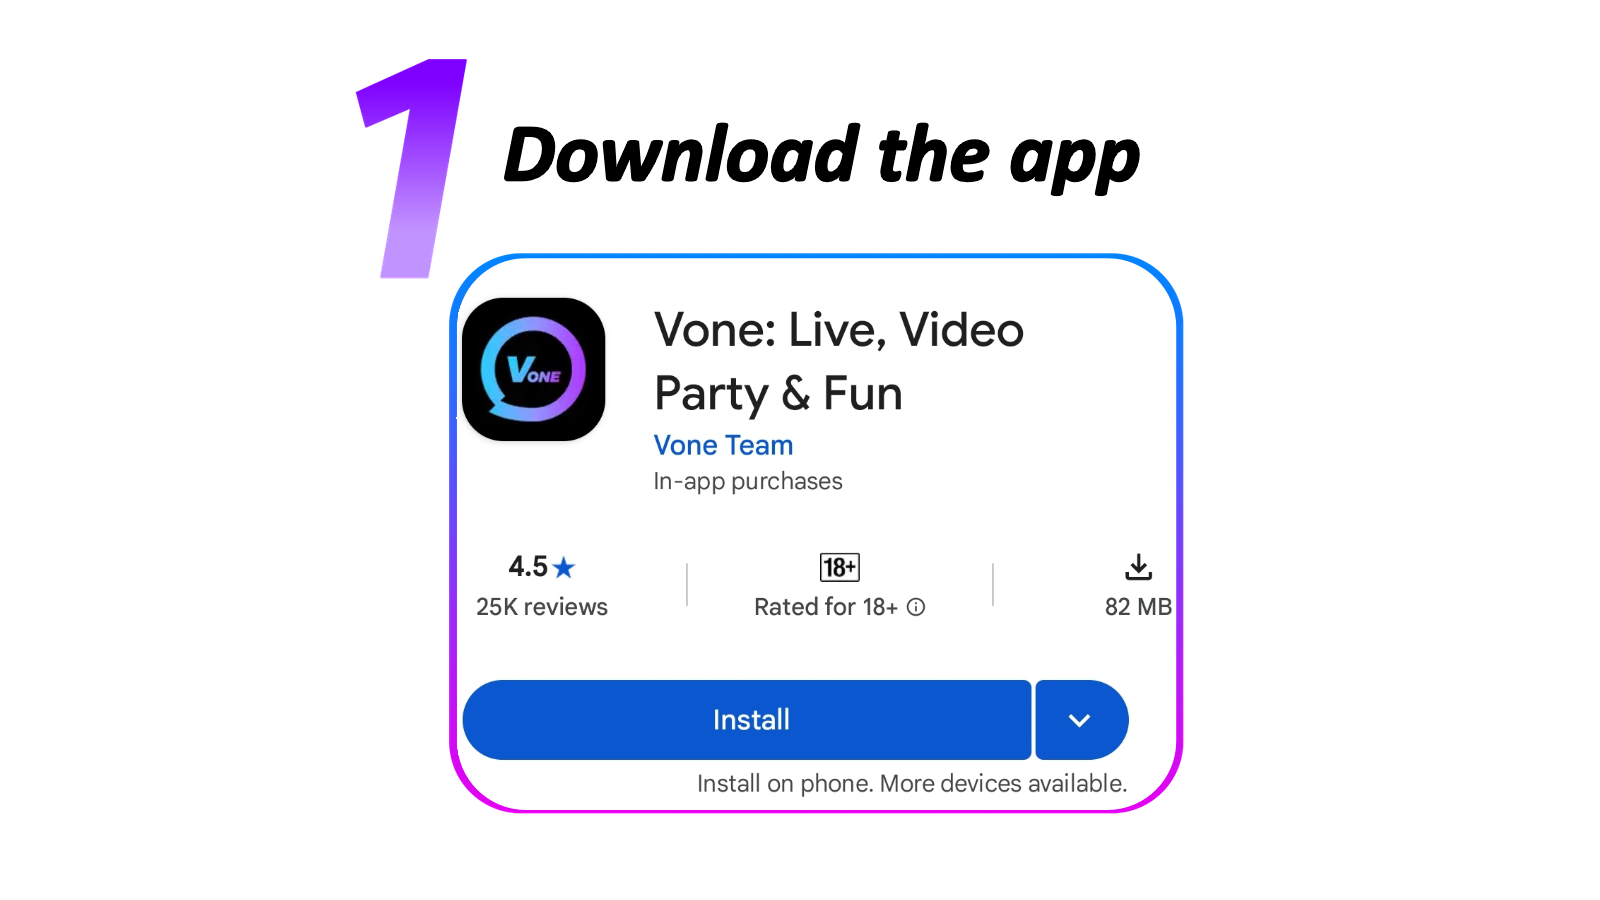 1
Download the app
VONE
Vone: Live, Video
Party & Fun
Vone Team
In-app purchases
4.5★
25K reviews
18+
Rated for 18+ ⓘ
82 MB
Install
Install on phone. More devices available.